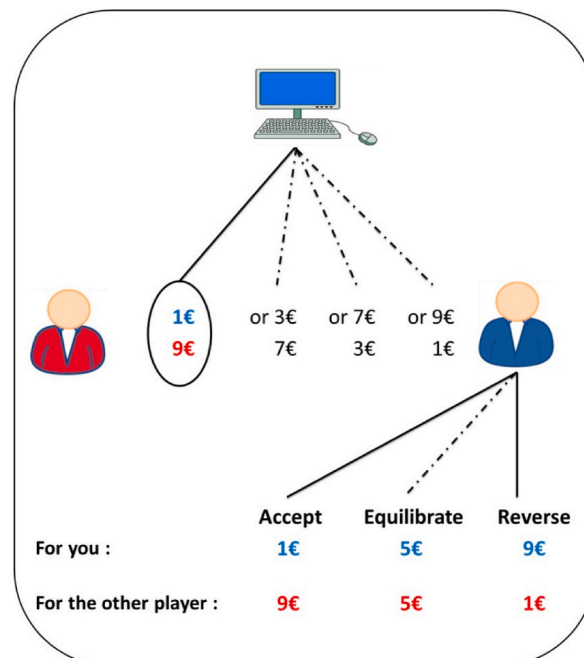 1€ or 3€ or 7€ or 9€
9€ 7€ 3€ 1€
Accept Equilibrate Reverse
For you : 1€ 5€ 9€
For the other player : 9€ 5€ 1€